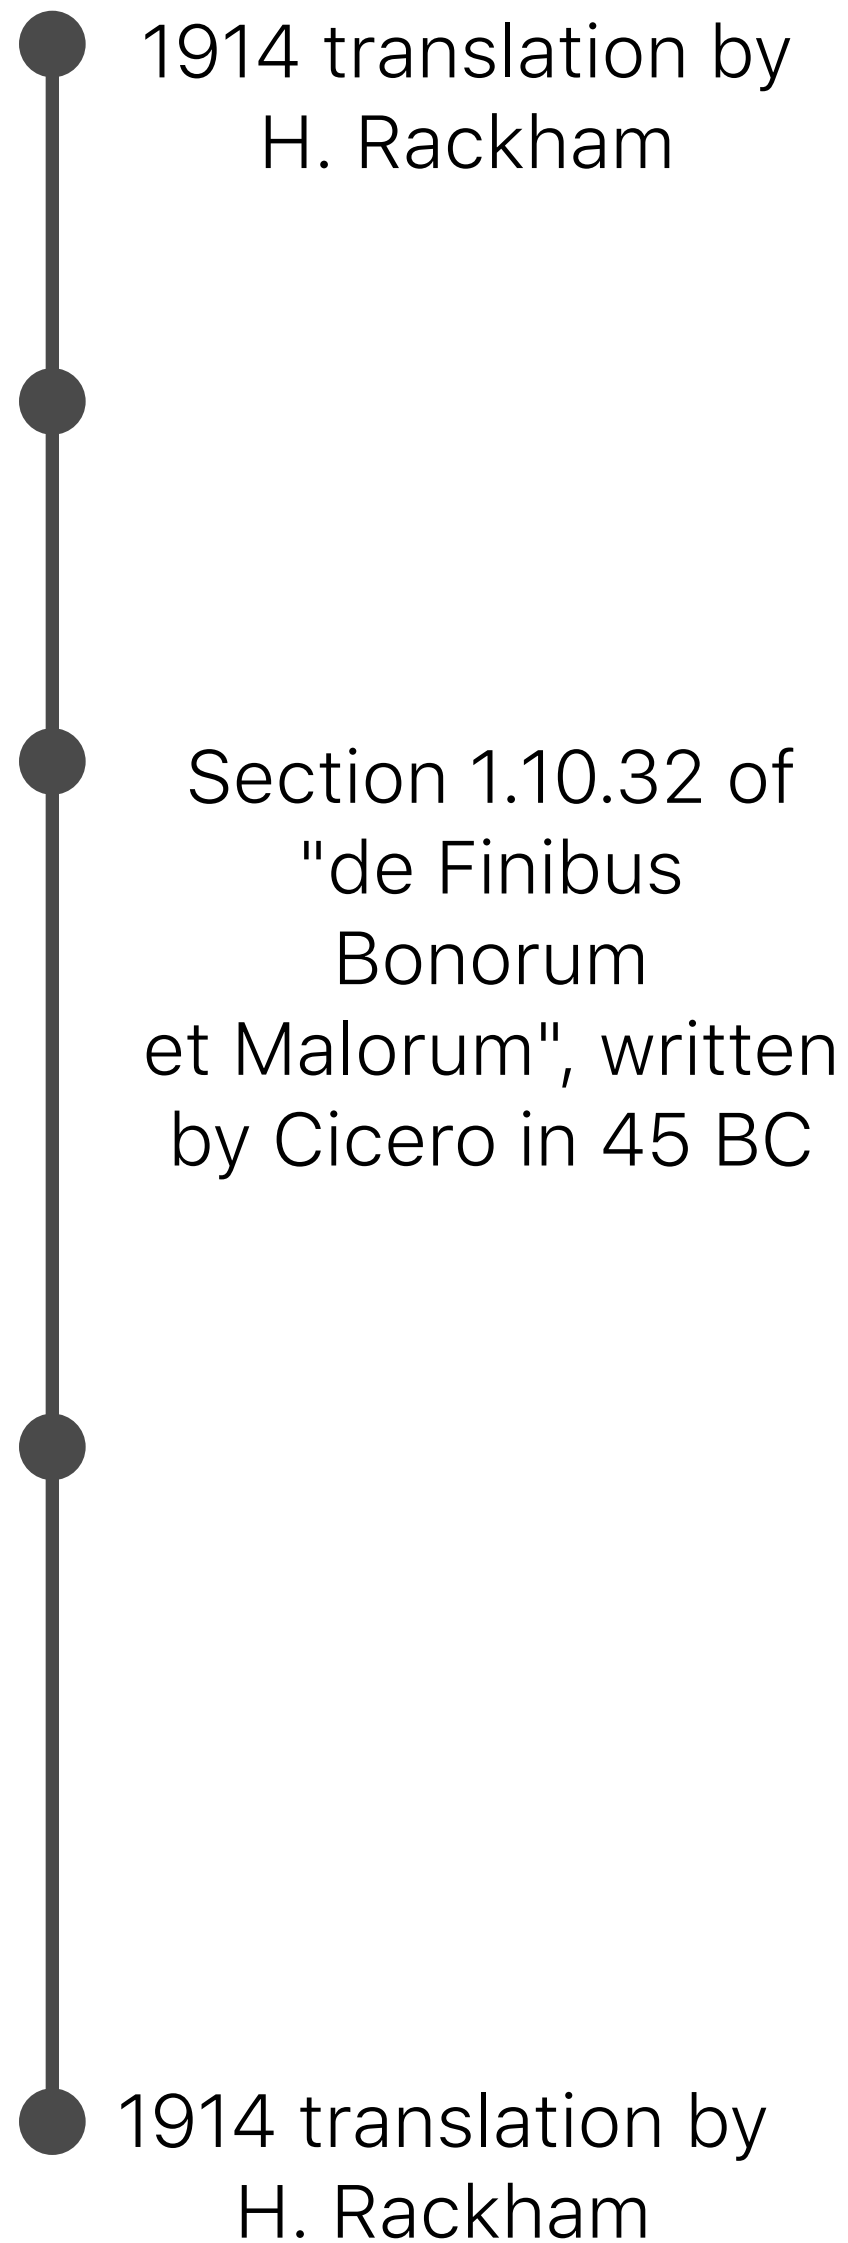 1914 translation by
H. Rackham
Section 1.10.32 of
"de Finibus
Bonorum
et Malorum", written
by Cicero in 45 BC
1914 translation by
H. Rackham